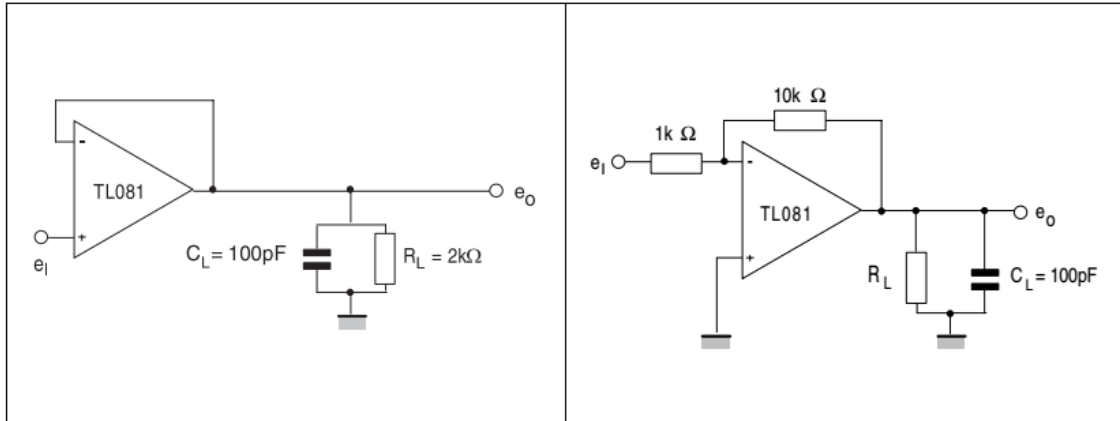 -
TL081
+
e_I
e_O
C_L = 100pF
R_L = 2kΩ
10k Ω
1k Ω
e_I
-
TL081
+
e_O
R_L
C_L = 100pF